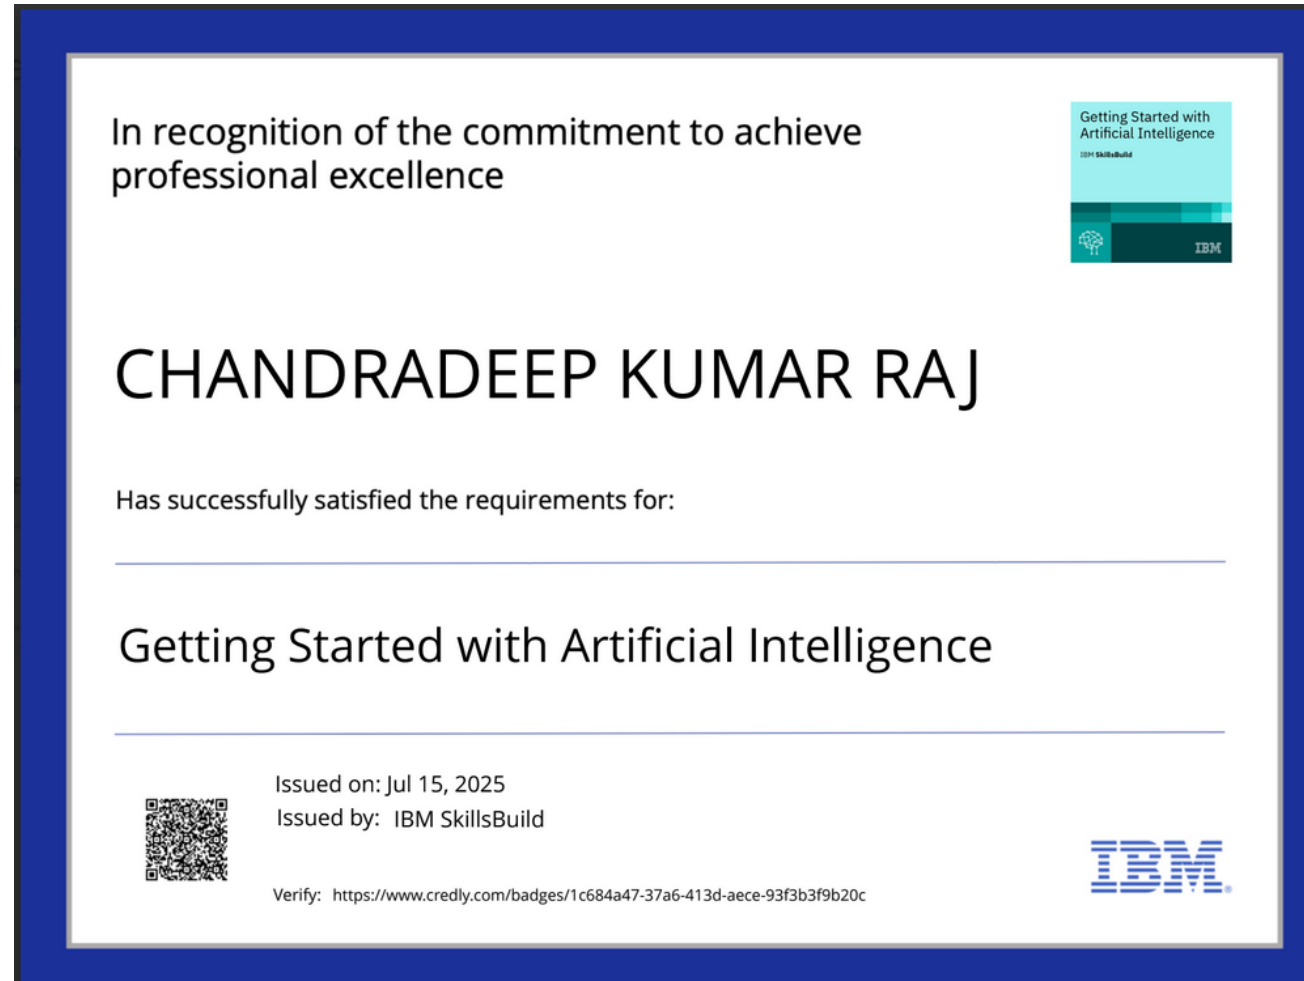 In recognition of the commitment to achieve
professional excellence
Getting Started with
Artificial Intelligence
IBM SkillsBuild
IBM
CHANDRADEEP KUMAR RAJ
Has successfully satisfied the requirements for:
Getting Started with Artificial Intelligence
Issued on: Jul 15, 2025
Issued by: IBM SkillsBuild
Verify: https://www.credly.com/badges/1c684a47-37a6-413d-aece-93f3b3f9b20c
IBM®